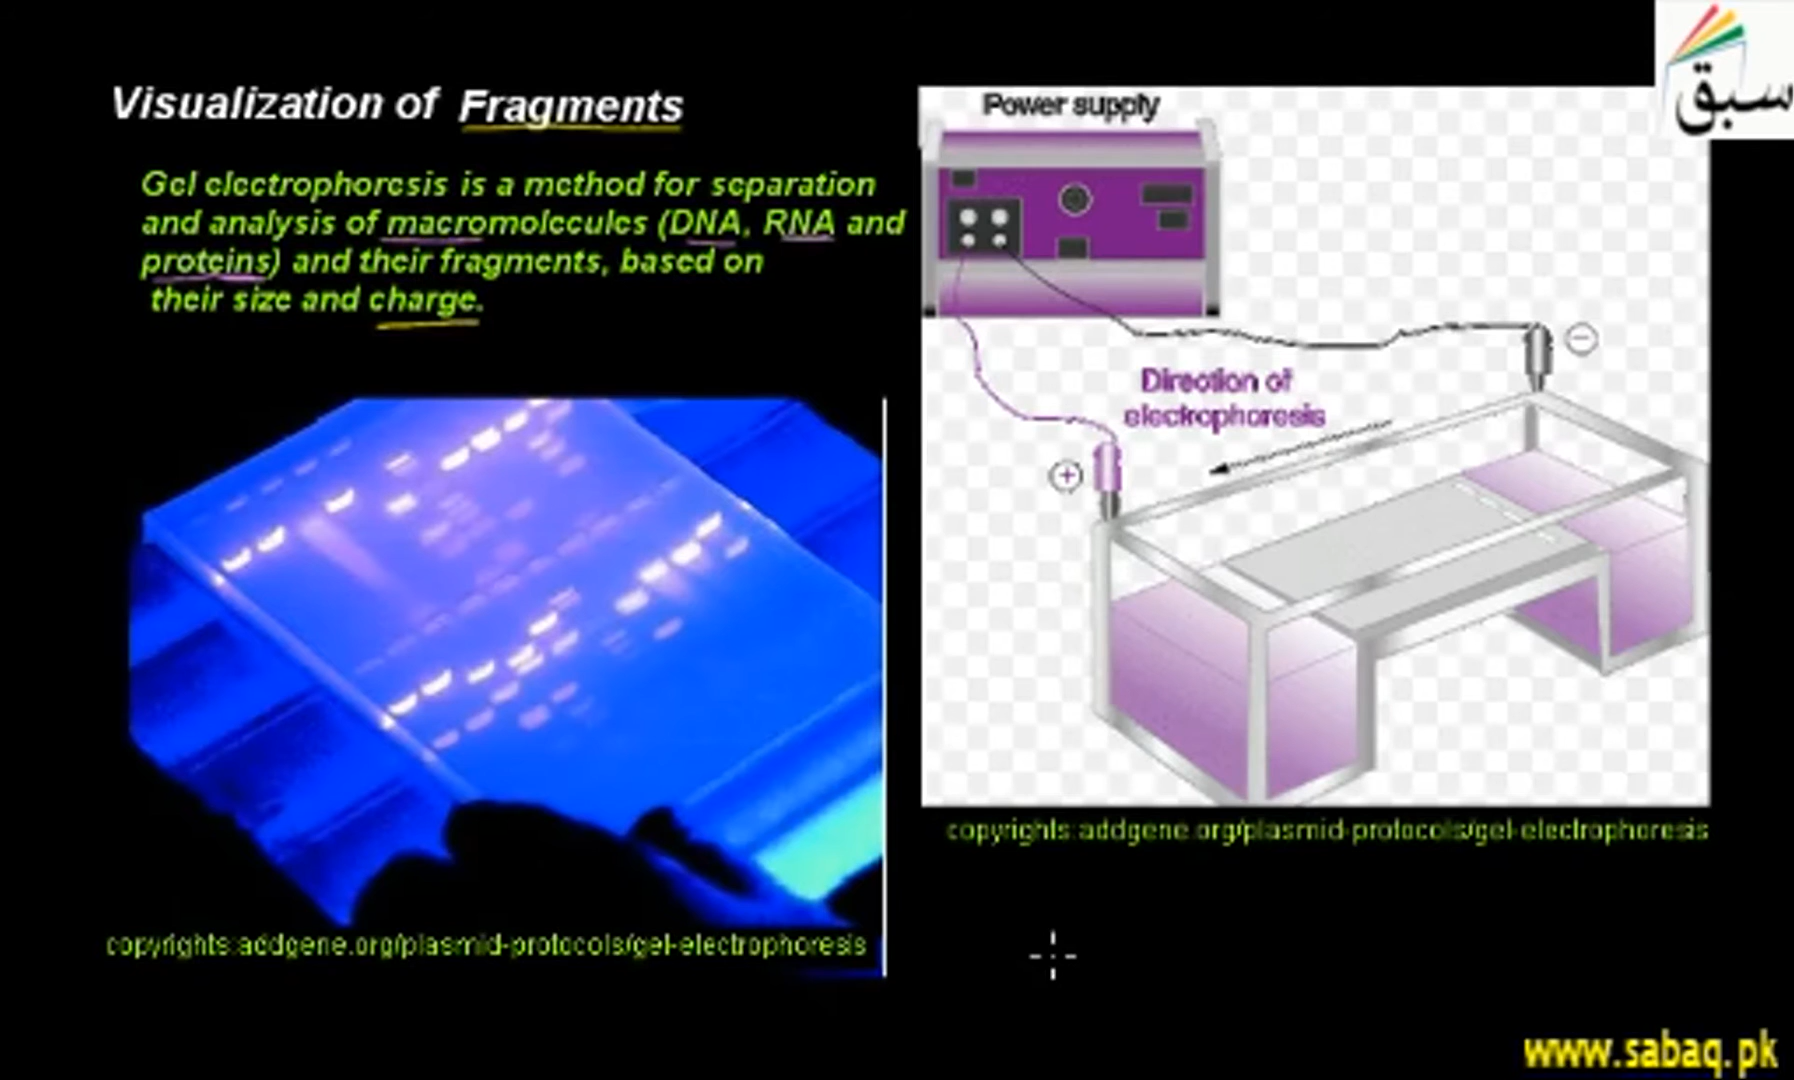 Visualization of Fragments
Gel electrophoresis is a method for separation
and analysis of macromolecules (DNA, RNA and
proteins) and their fragments, based on
their size and charge.
copyrights:addgene.org/plasmid-protocols/gel-electrophoresis
Power supply
−
Direction of
electrophoresis
+
copyrights:addgene.org/plasmid-protocols/gel-electrophoresis
سبق
www.sabaq.pk